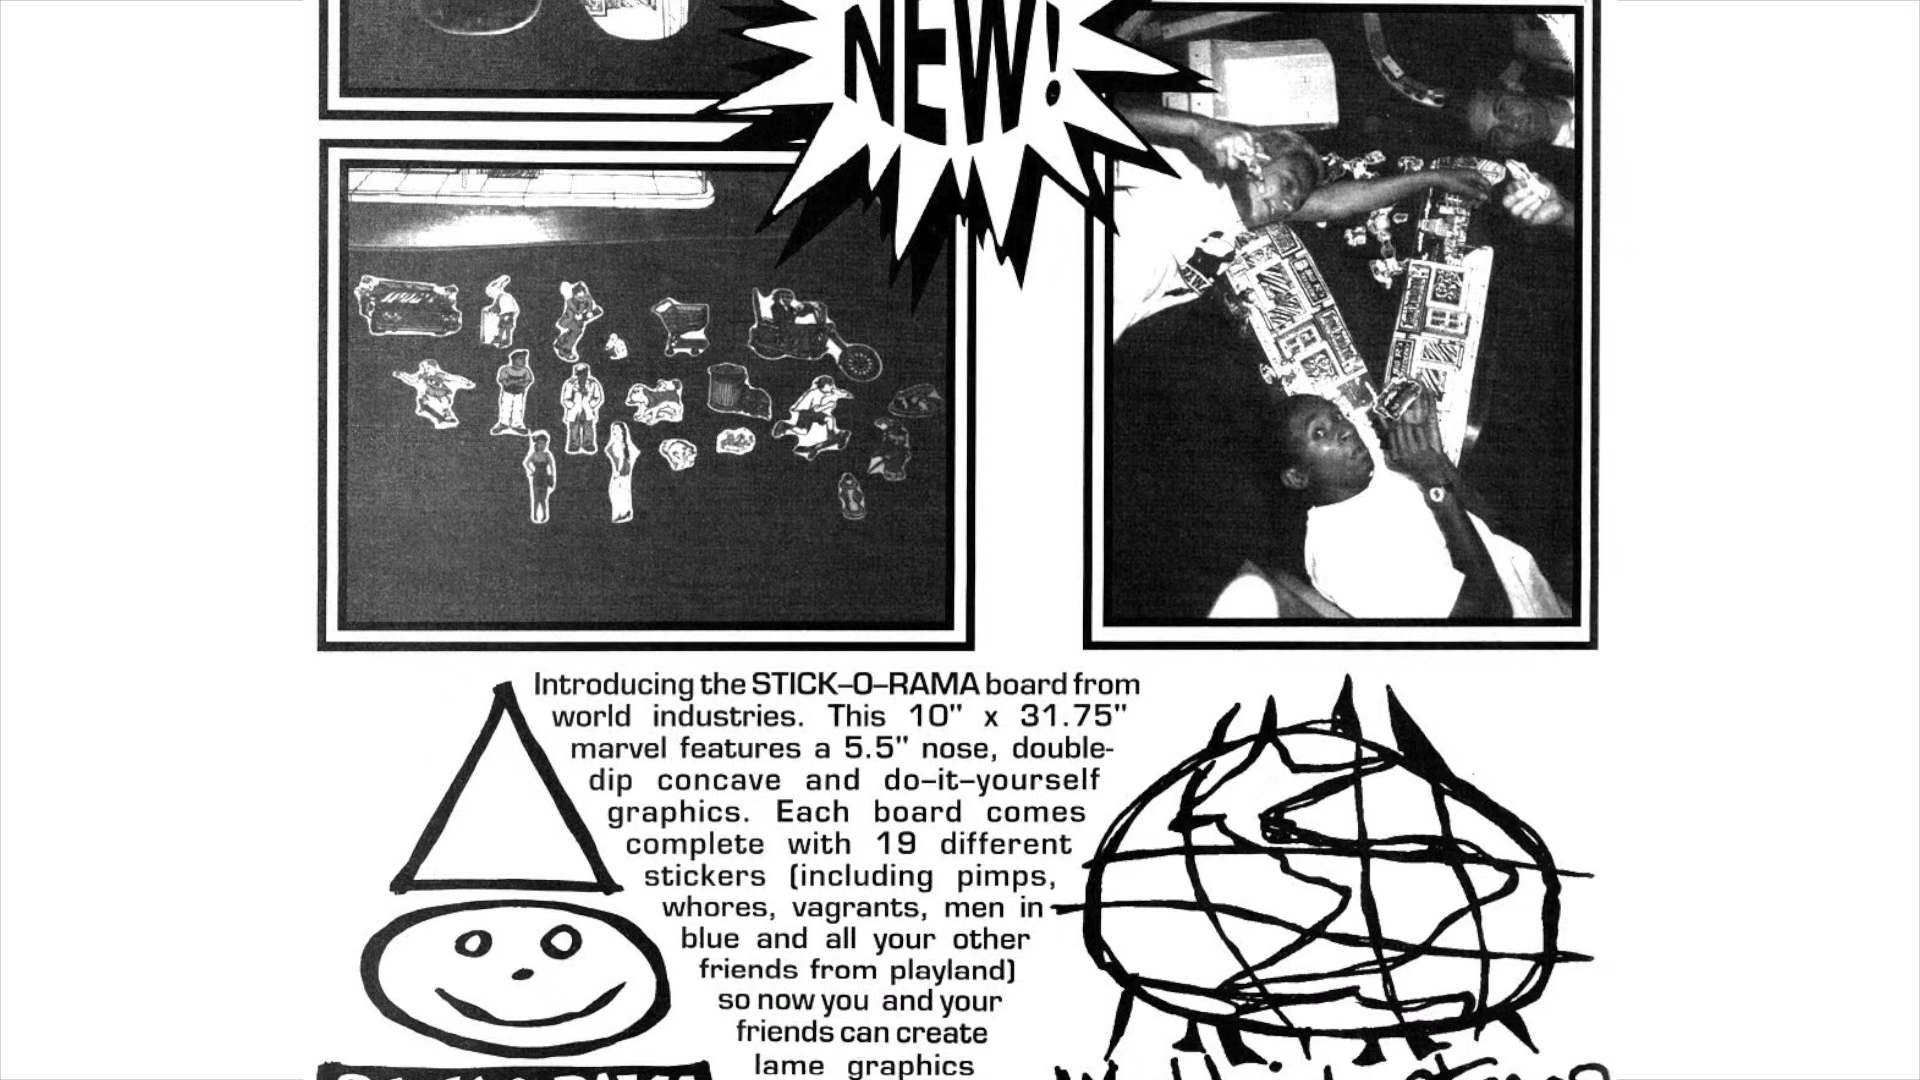 NEW!
Introducing the STICK–O–RAMA board from
world industries. This 10" x 31.75"
marvel features a 5.5" nose, double-
dip concave and do–it–yourself
graphics. Each board comes
complete with 19 different
stickers (including pimps,
whores, vagrants, men in
blue and all your other
friends from playland)
so now you and your
friends can create
lame graphics